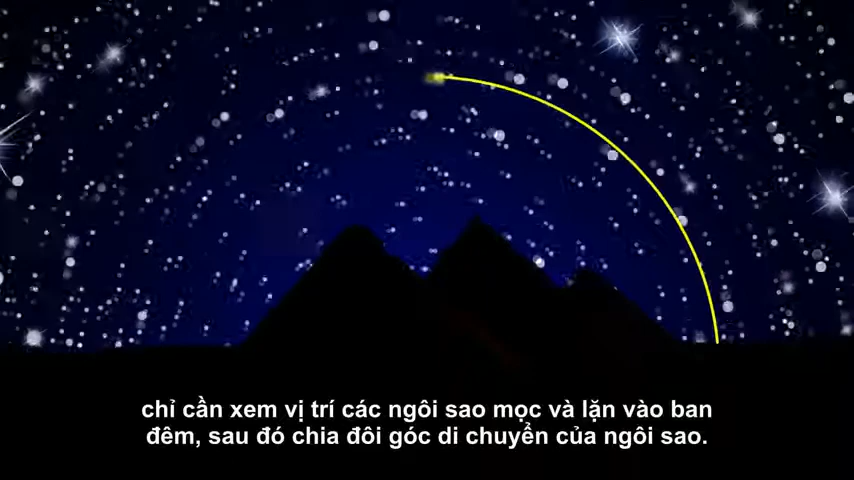 chỉ cần xem vị trí các ngôi sao mọc và lặn vào ban
đêm, sau đó chia đôi góc di chuyển của ngôi sao.